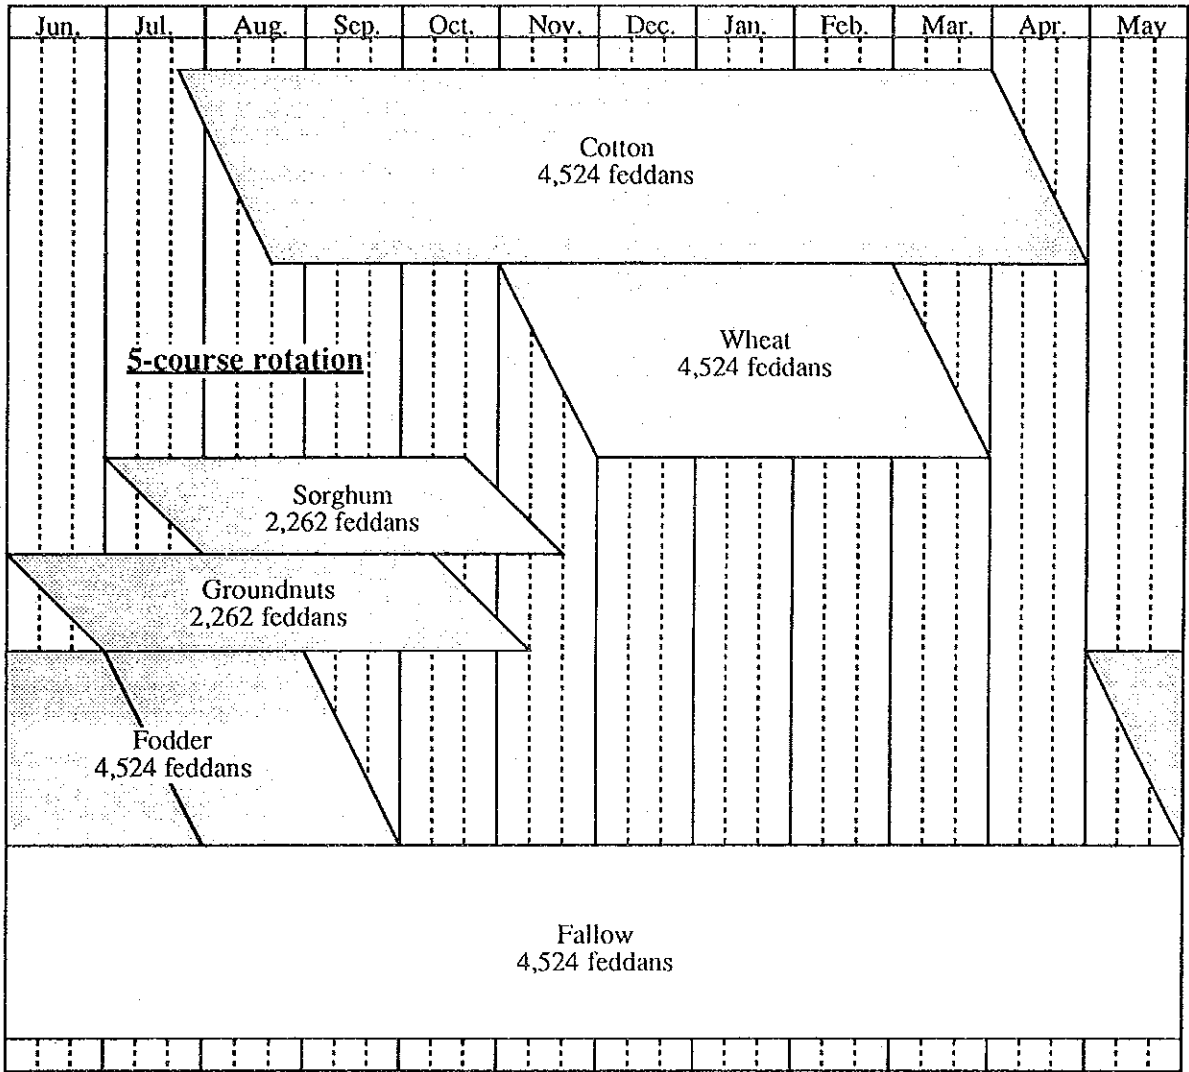 Jun. Jul. Aug. Sep. Oct. Nov. Dec. Jan. Feb. Mar. Apr. May
Cotton
4,524 feddans
Wheat
4,524 feddans
5-course rotation
Sorghum
2,262 feddans
Groundnuts
2,262 feddans
Fodder
4,524 feddans
Fallow
4,524 feddans